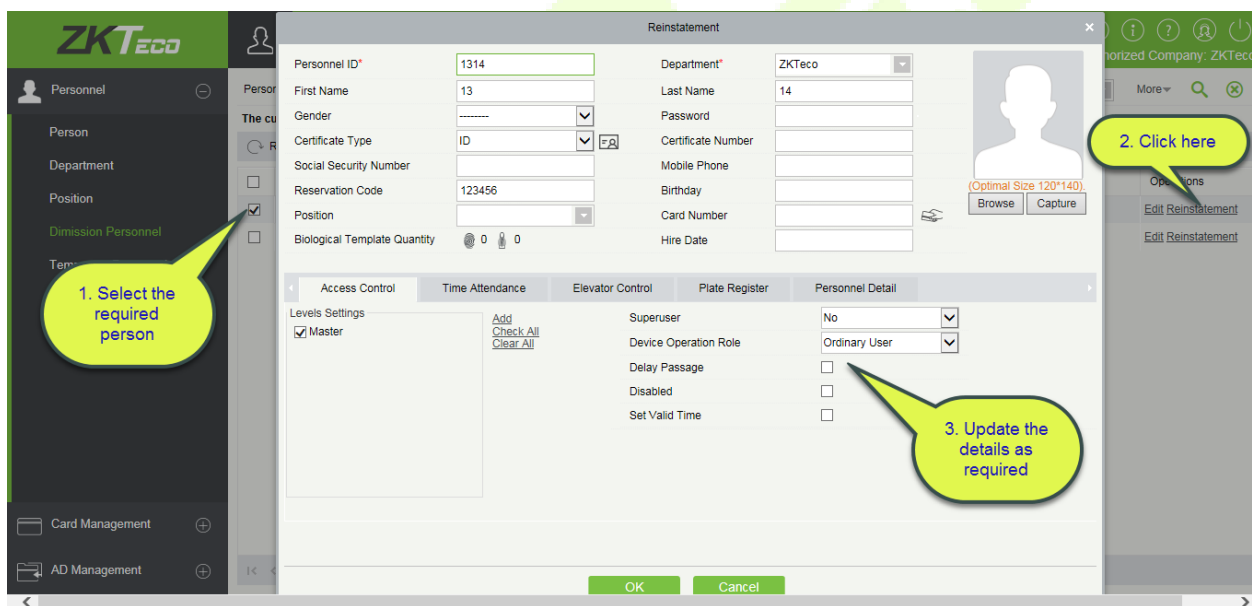 ZKTECO
Reinstatement
×
Authorized Company: ZKTeco
Personnel
Person
Department
Position
Dimission Personnel
Card Management
AD Management
The cu
1. Select the
required
person
Personnel ID* 1314 Department* ZKTeco
First Name 13 Last Name 14
Gender -------- Password
Certificate Type ID Certificate Number
Social Security Number Mobile Phone
Reservation Code 123456 Birthday
Position Card Number
Biological Template Quantity 0 0 Hire Date
(Optimal Size 120*140).
Browse Capture
Access Control Time Attendance Elevator Control Plate Register Personnel Detail
Levels Settings
Master
Add
Check All
Clear All
Superuser No
Device Operation Role Ordinary User
Delay Passage
Disabled
Set Valid Time
3. Update the
details as
required
OK Cancel
More
2. Click here
Edit Reinstatement
Edit Reinstatement